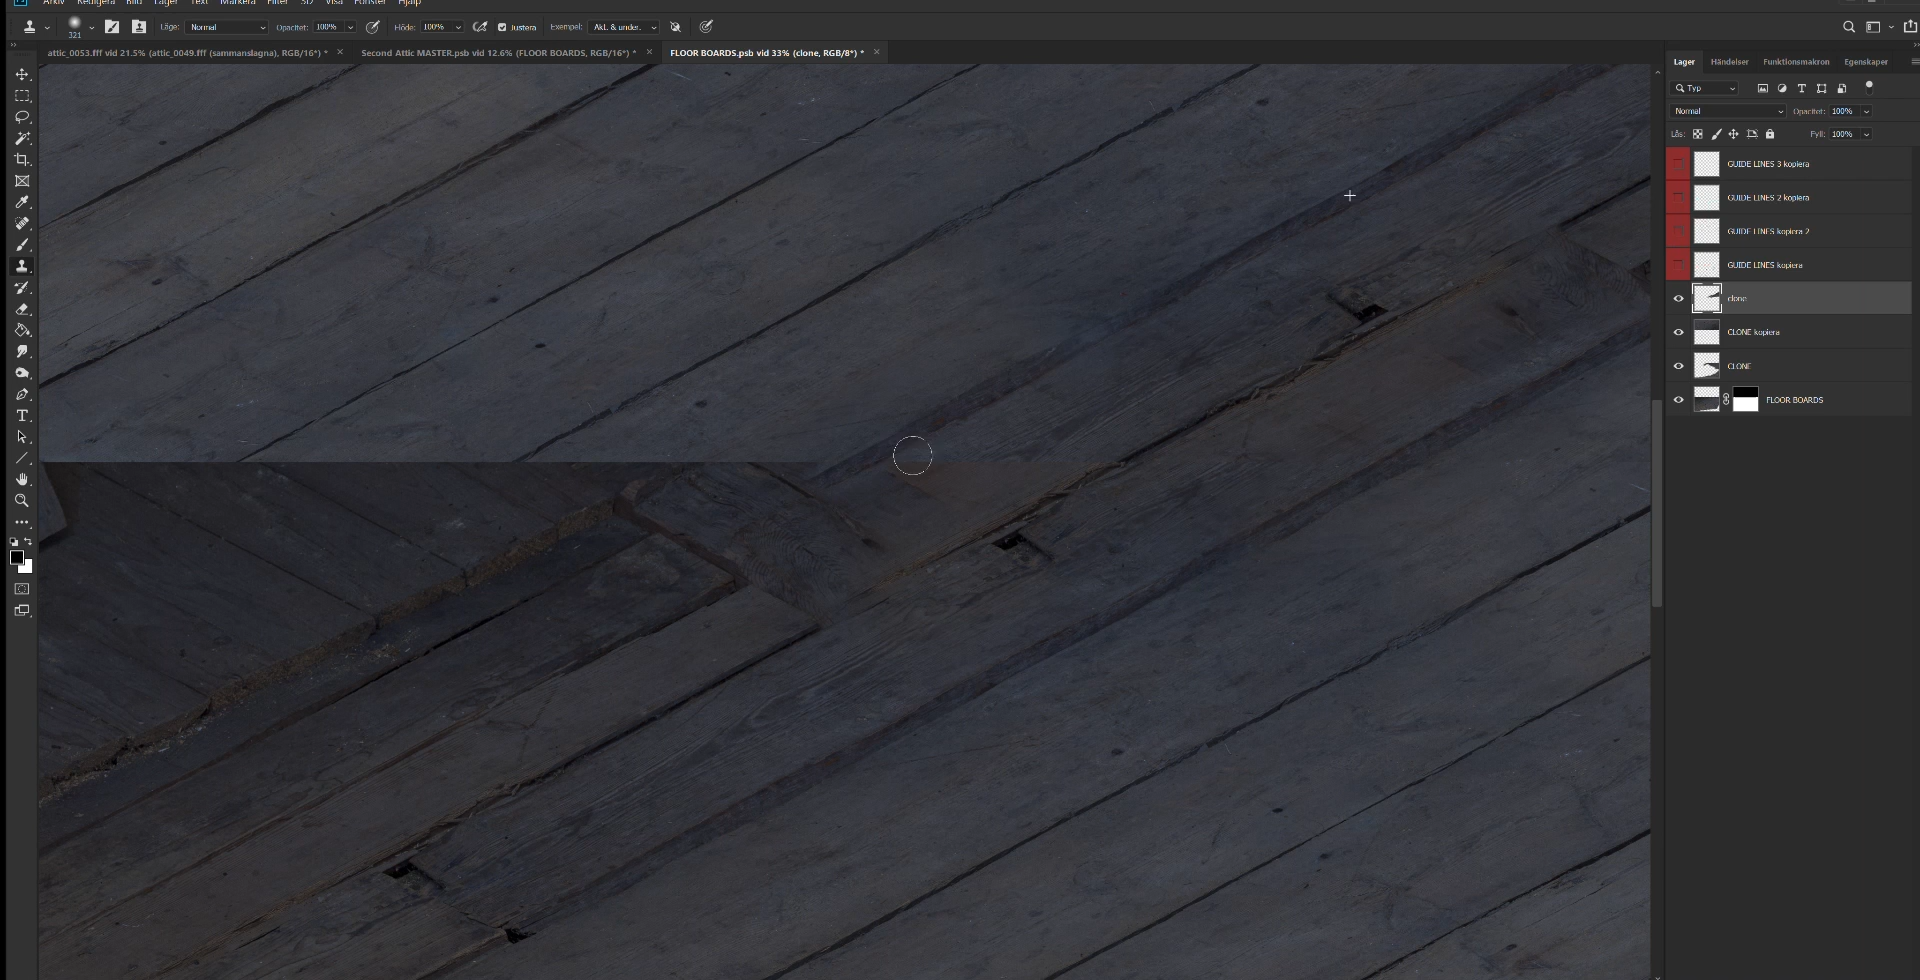 Arkiv Redigera Bild Lager Text Markera Filter 3D Visa Fönster Hjälp
321 Läge: Normal Opacitet: 100% Flöde: 100% Justera Exempel: Akt. & under.
attic_0053.fff vid 21.5% (attic_0049.fff (sammanslagna), RGB/16*) * × Second Attic MASTER.psb vid 12.6% (FLOOR BOARDS, RGB/16*) * × FLOOR BOARDS.psb vid 33% (clone, RGB/8*) * ×
Lager Händelser Funktionsmakron Egenskaper
Typ
Normal Opacitet: 100%
Lås: Fyll: 100%
GUIDE LINES 3 kopiera
GUIDE LINES 2 kopiera
GUIDE LINES kopiera 2
GUIDE LINES kopiera
clone
CLONE kopiera
CLONE
FLOOR BOARDS